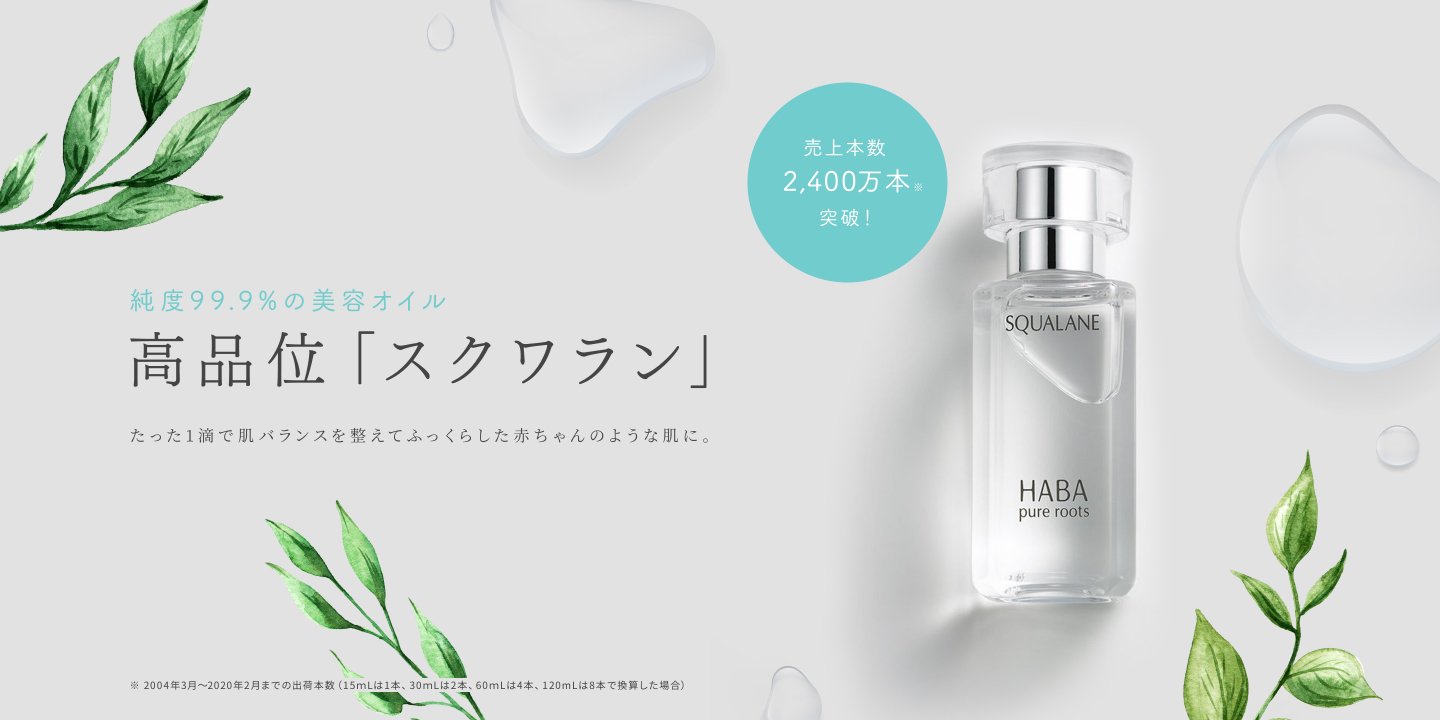 売上本数
2,400万本※
突破!
純度99.9%の美容オイル
高品位「スクワラン」
たった1滴で肌バランスを整えてふっくらした赤ちゃんのような肌に。
SQUALANE
HABA
pure roots
※ 2004年3月〜2020年2月までの出荷本数（15mLは1本、30mLは2本、60mLは4本、120mLは8本で換算した場合）